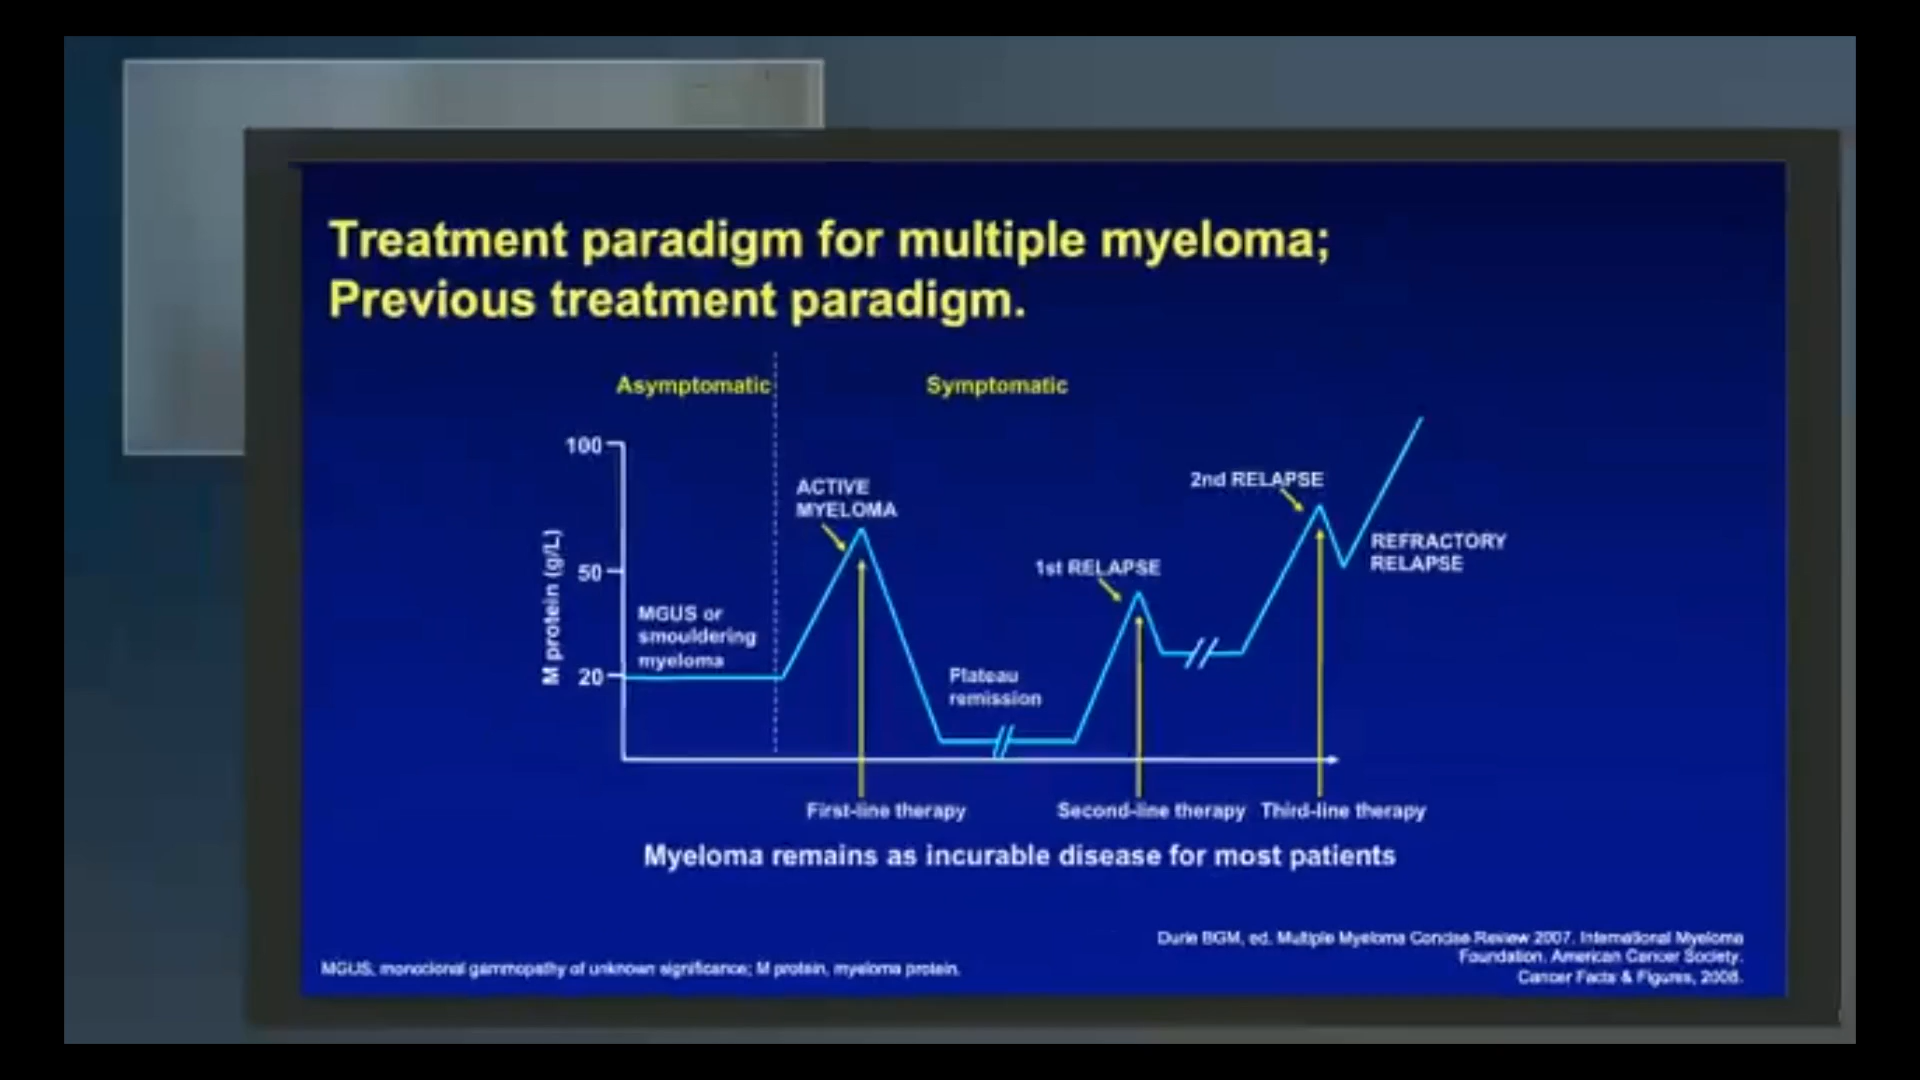 Treatment paradigm for multiple myeloma;
Previous treatment paradigm.
Asymptomatic
Symptomatic
100
50
20
M protein (g/L)
MGUS or
smouldering
myeloma
ACTIVE
MYELOMA
Plateau
remission
1st RELAPSE
2nd RELAPSE
REFRACTORY
RELAPSE
First-line therapy
Second-line therapy
Third-line therapy
Myeloma remains as incurable disease for most patients
Durie BGM, ed. Multiple Myeloma Concise Review 2007. International Myeloma
Foundation. American Cancer Society.
Cancer Facts & Figures, 2008.
MGUS, monoclonal gammopathy of unknown significance; M protein, myeloma protein.